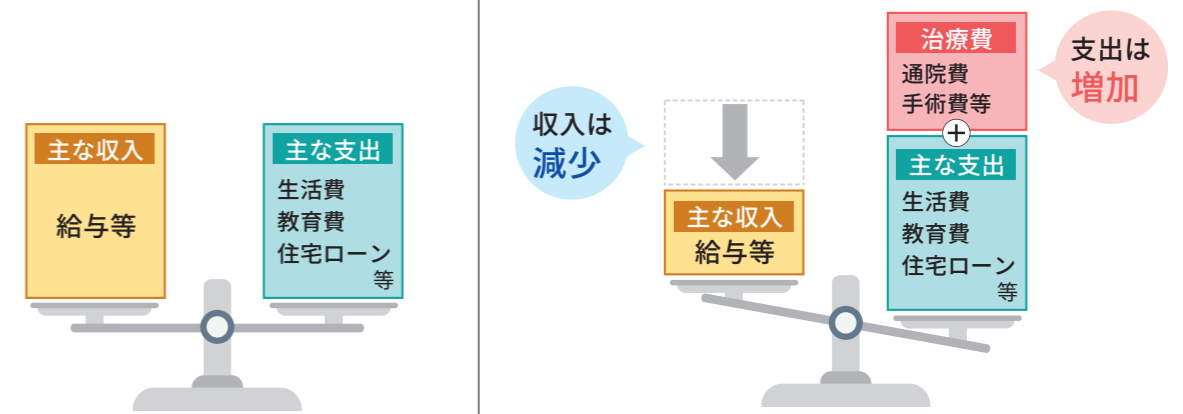 主な収入
給与等
主な支出
生活費
教育費
住宅ローン
等
収入は
減少
主な収入
給与等
治療費
通院費
手術費等
+
主な支出
生活費
教育費
住宅ローン
等
支出は
増加